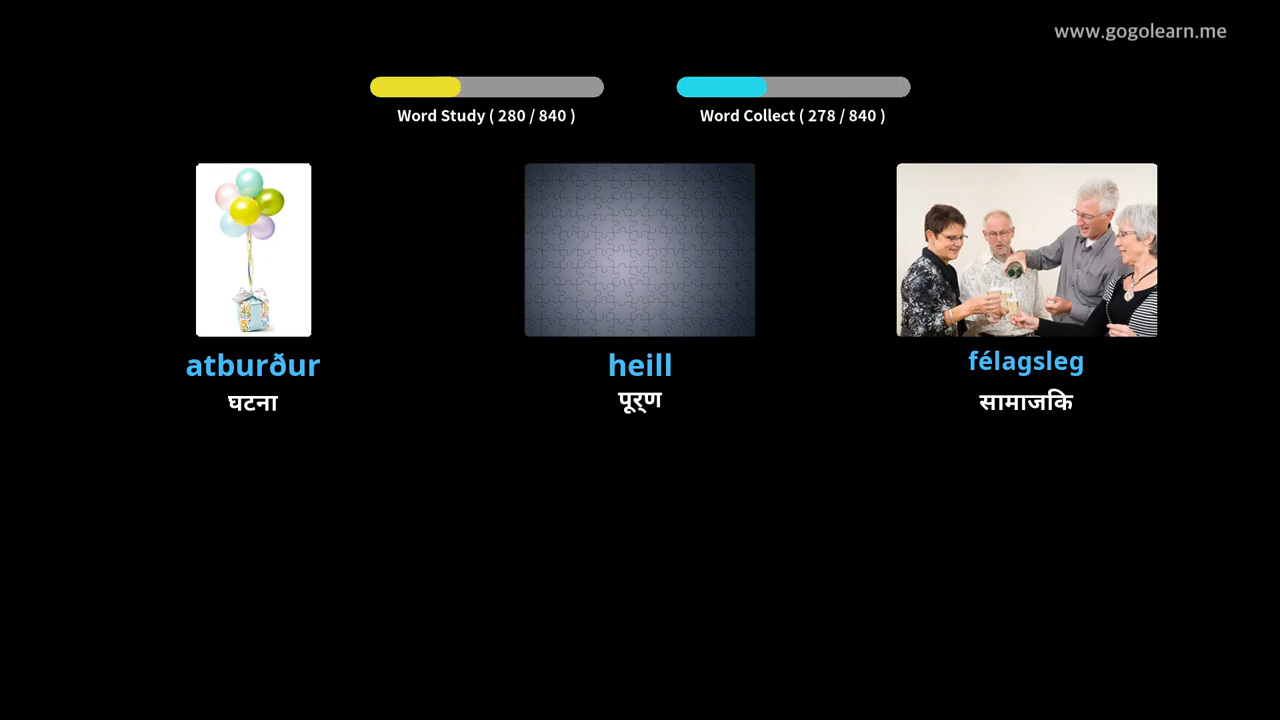 www.gogolearn.me
Word Study ( 280 / 840 )
Word Collect ( 278 / 840 )
atburður
heill
félagsleg
घटना
पूर्ण
सामाजिक